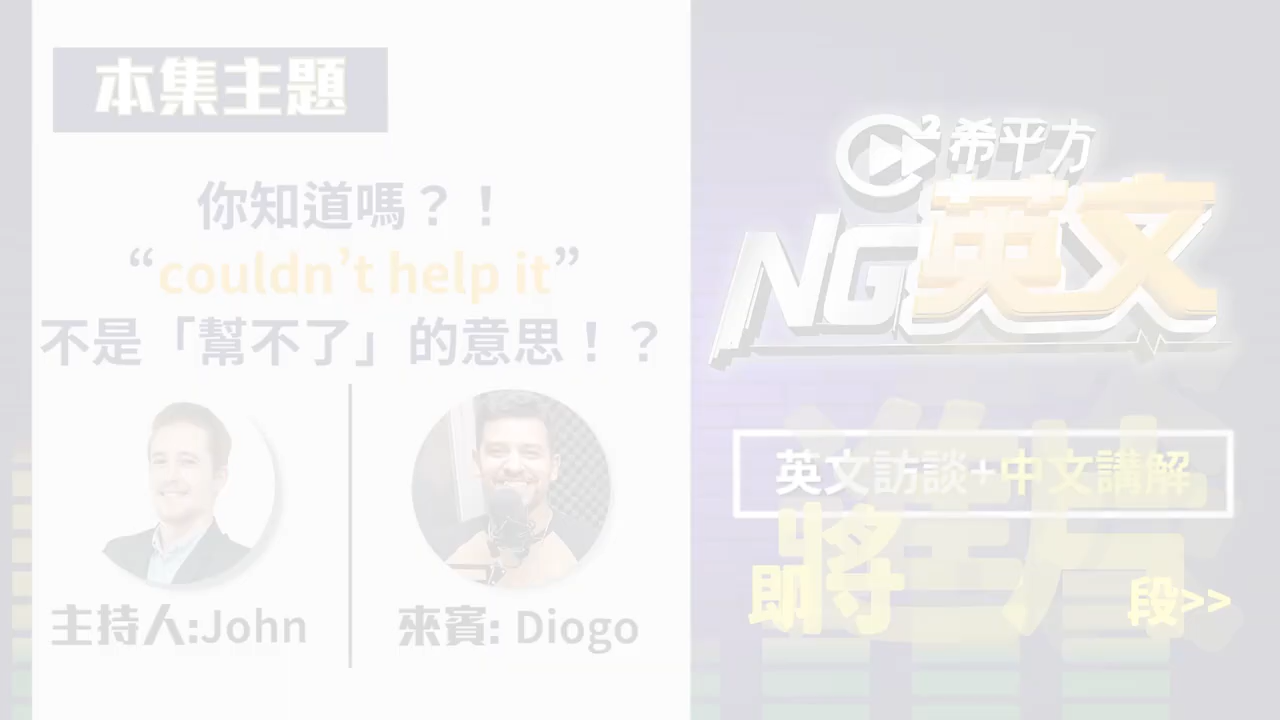 本集主題
你知道嗎？！
“couldn’t help it”
不是「幫不了」的意思！？
主持人:John
來賓: Diogo
2 希平方
NG英文
英文訪談+中文講解
即將
片
段>>